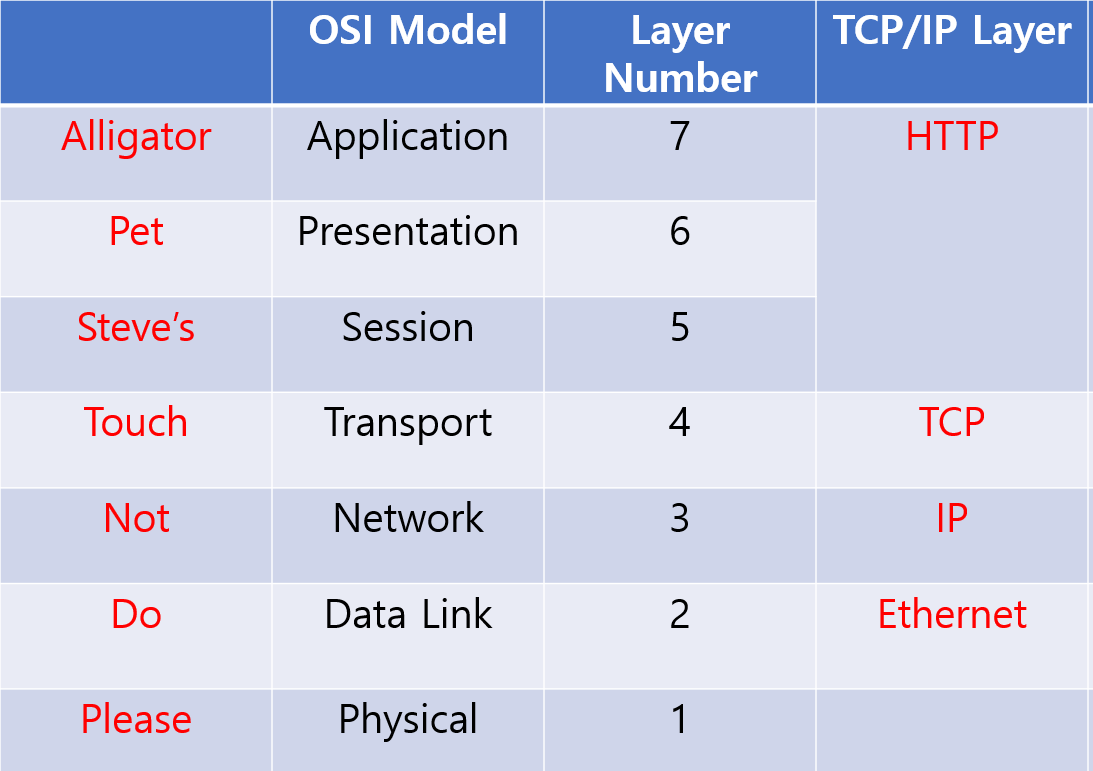 OSI Model Layer Number TCP/IP Layer
Alligator Application 7 HTTP
Pet Presentation 6
Steve’s Session 5
Touch Transport 4 TCP
Not Network 3 IP
Do Data Link 2 Ethernet
Please Physical 1